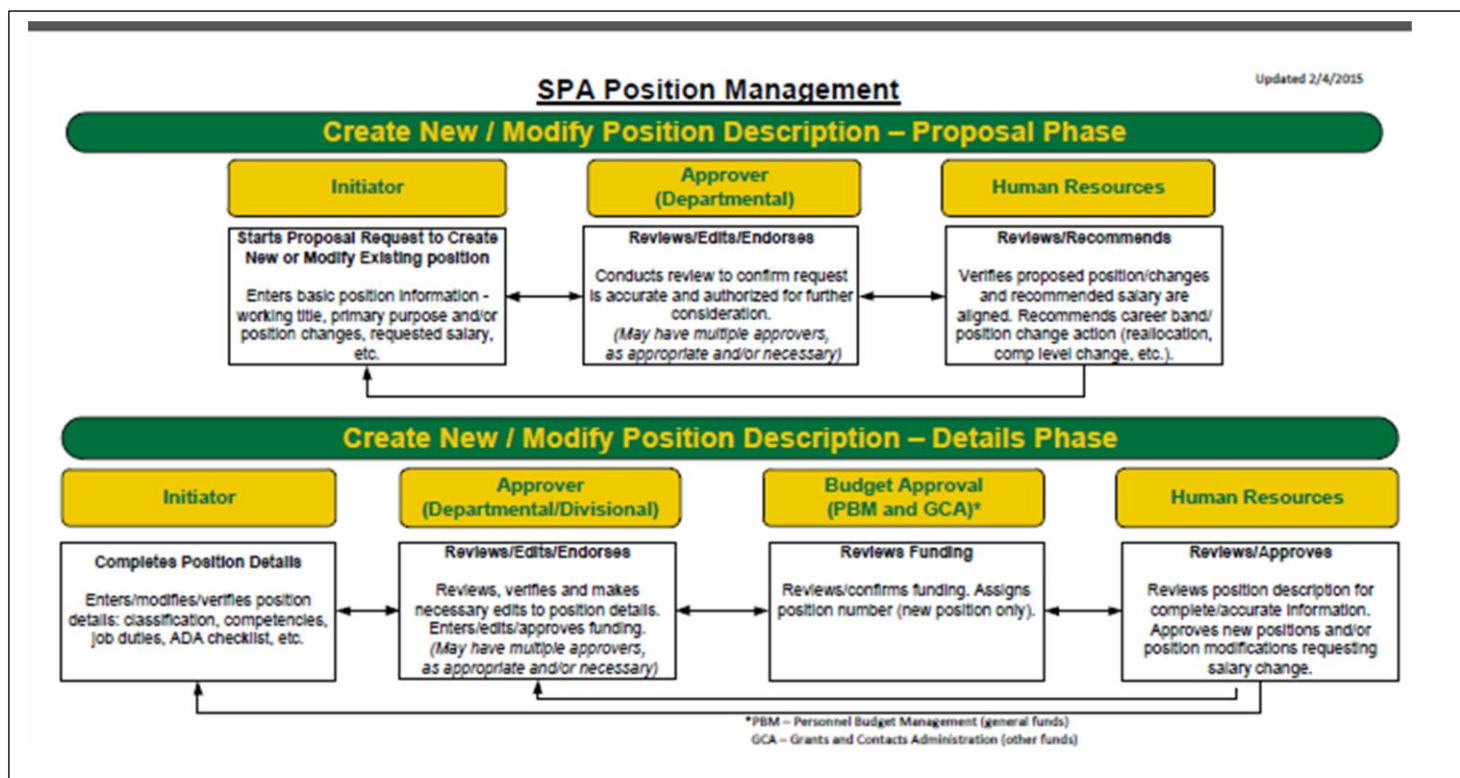 SPA Position Management
Updated 2/4/2015
Create New / Modify Position Description – Proposal Phase
Initiator
Approver
(Departmental)
Human Resources
Starts Proposal Request to Create
New or Modify Existing position
Enters basic position information -
working title, primary purpose and/or
position changes, requested salary,
etc.
Reviews/Edits/Endorses
Conducts review to confirm request
is accurate and authorized for further
consideration.
(May have multiple approvers,
as appropriate and/or necessary)
Reviews/Recommends
Verifies proposed position/changes
and recommended salary are
aligned. Recommends career band/
position change action (reallocation,
comp level change, etc.).
Create New / Modify Position Description – Details Phase
Initiator
Approver
(Departmental/Divisional)
Budget Approval
(PBM and GCA)*
Human Resources
Completes Position Details
Enters/modifies/verifies position
details: classification, competencies,
job duties, ADA checklist, etc.
Reviews/Edits/Endorses
Reviews, verifies and makes
necessary edits to position details.
Enters/edits/approves funding.
(May have multiple approvers,
as appropriate and/or necessary)
Reviews Funding
Reviews/confirms funding. Assigns
position number (new position only).
Reviews/Approves
Reviews position description for
complete/accurate information.
Approves new positions and/or
position modifications requesting
salary change.
*PBM – Personnel Budget Management (general funds)
GCA – Grants and Contacts Administration (other funds)